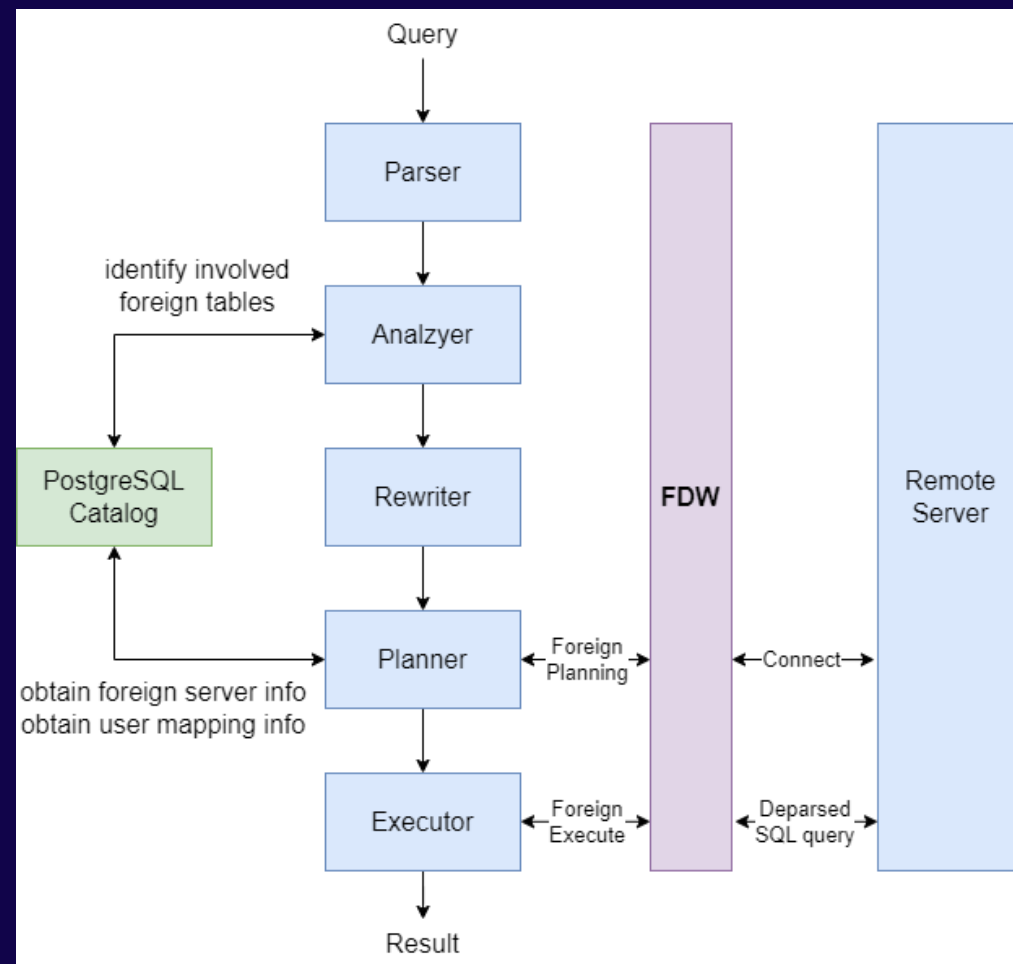 Query
Parser
identify involved
foreign tables
Analzyer
PostgreSQL
Catalog
Rewriter
FDW
Remote
Server
Planner
Foreign
Planning
Connect
obtain foreign server info
obtain user mapping info
Executor
Foreign
Execute
Deparsed
SQL query
Result